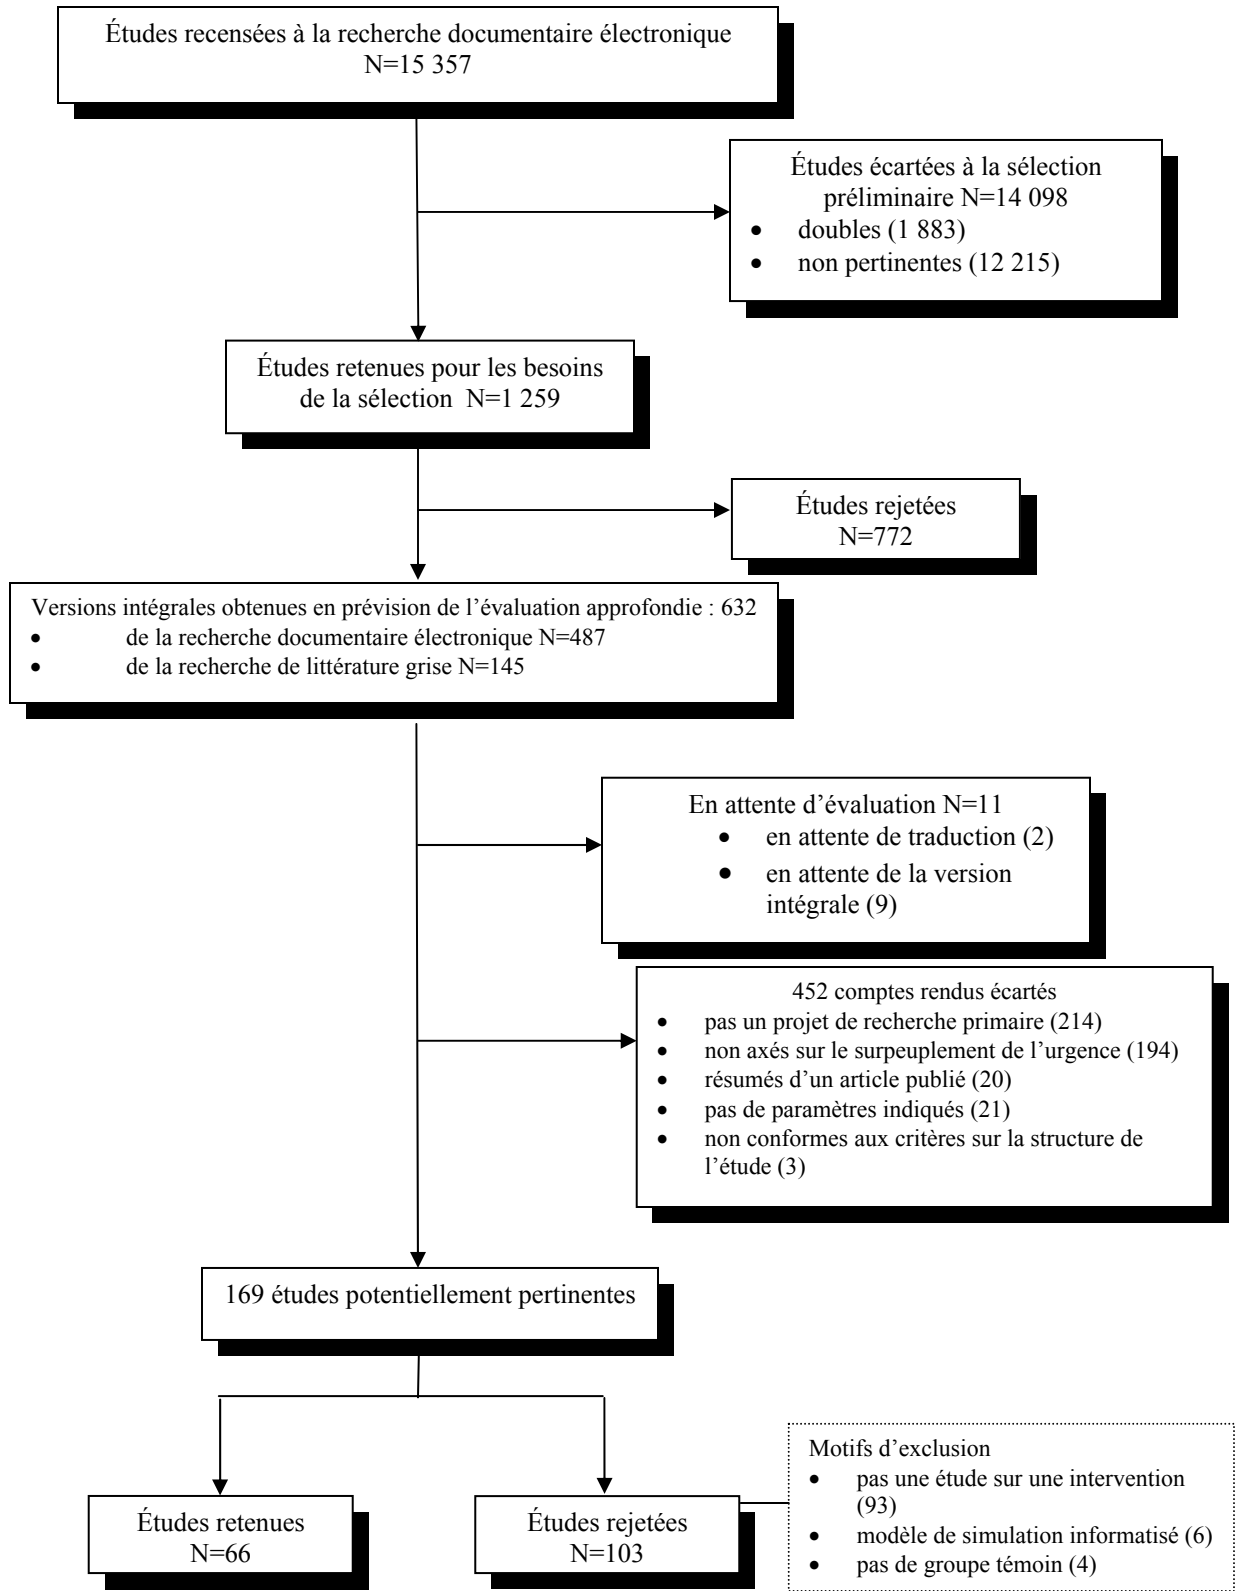 Études recensées à la recherche documentaire électronique
N=15 357
Études écartées à la sélection
préliminaire N=14 098
• doubles (1 883)
• non pertinentes (12 215)
Études retenues pour les besoins
de la sélection N=1 259
Études rejetées
N=772
Versions intégrales obtenues en prévision de l’évaluation approfondie : 632
• de la recherche documentaire électronique N=487
• de la recherche de littérature grise N=145
En attente d’évaluation N=11
• en attente de traduction (2)
• en attente de la version
intégrale (9)
452 comptes rendus écartés
• pas un projet de recherche primaire (214)
• non axés sur le surpeuplement de l’urgence (194)
• résumés d’un article publié (20)
• pas de paramètres indiqués (21)
• non conformes aux critères sur la structure de
l’étude (3)
169 études potentiellement pertinentes
Études retenues
N=66
Études rejetées
N=103
Motifs d’exclusion
• pas une étude sur une intervention
(93)
• modèle de simulation informatisé (6)
• pas de groupe témoin (4)